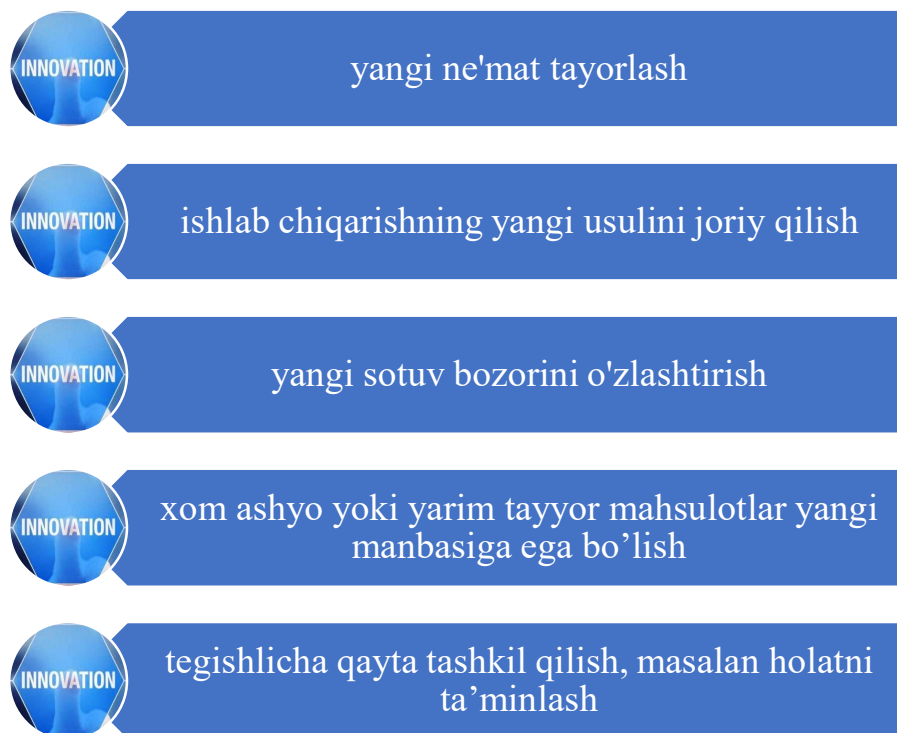 INNOVATION
yangi ne'mat tayorlash
INNOVATION
ishlab chiqarishning yangi usulini joriy qilish
INNOVATION
yangi sotuv bozorini o'zlashtirish
INNOVATION
xom ashyo yoki yarim tayyor mahsulotlar yangi
manbasiga ega bo’lish
INNOVATION
tegishlicha qayta tashkil qilish, masalan holatni
ta’minlash